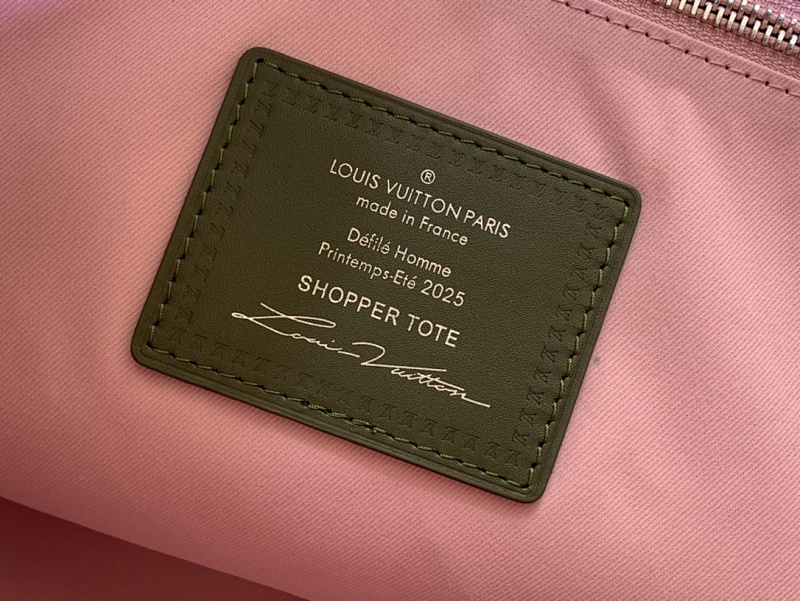 ®
LOUIS VUITTON PARIS
made in France
Défilé Homme
Printemps-Eté 2025
SHOPPER TOTE
Louis Vuitton